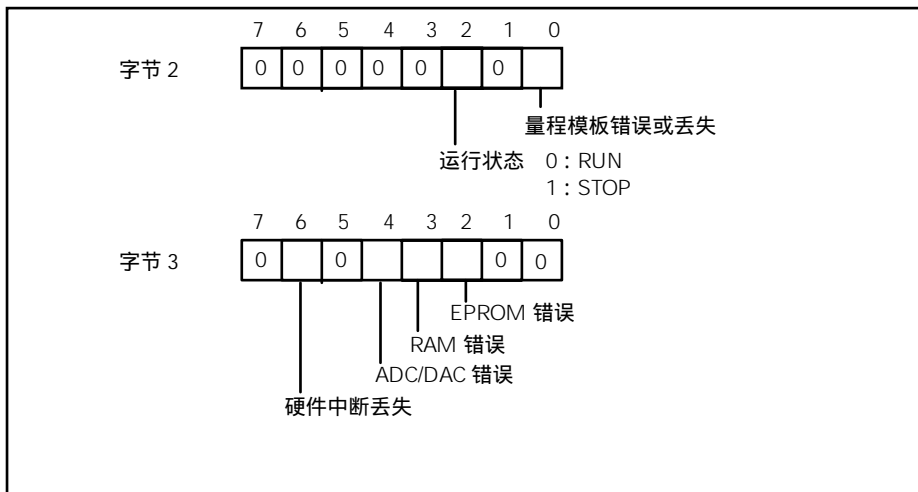 7 6 5 4 3 2 1 0
字节 2 0 0 0 0 0 0
量程模板错误或丢失
运行状态 0：RUN
1：STOP
7 6 5 4 3 2 1 0
字节 3 0 0 0 0
EPROM 错误
RAM 错误
ADC/DAC 错误
硬件中断丢失